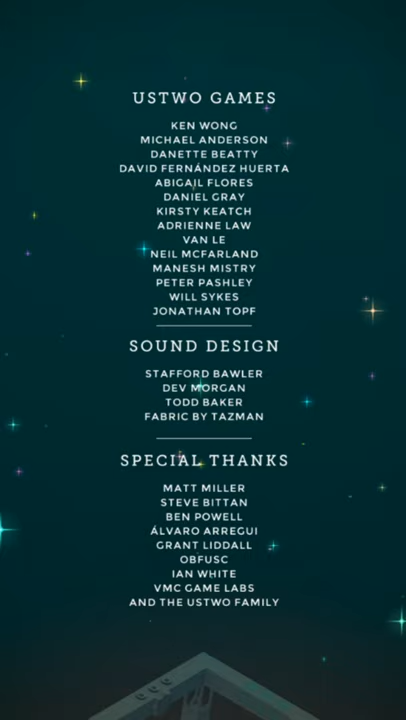 USTWO GAMES
KEN WONG
MICHAEL ANDERSON
DANETTE BEATTY
DAVID FERNÁNDEZ HUERTA
ABIGAIL FLORES
DANIEL GRAY
KIRSTY KEATCH
ADRIENNE LAW
VAN LE
NEIL MCFARLAND
MANESH MISTRY
PETER PASHLEY
WILL SYKES
JONATHAN TOPF
SOUND DESIGN
STAFFORD BAWLER
DEV MORGAN
TODD BAKER
FABRIC BY TAZMAN
SPECIAL THANKS
MATT MILLER
STEVE BITTAN
BEN POWELL
ÁLVARO ARREGUI
GRANT LIDDALL
OBFUSC
IAN WHITE
VMC GAME LABS
AND THE USTWO FAMILY